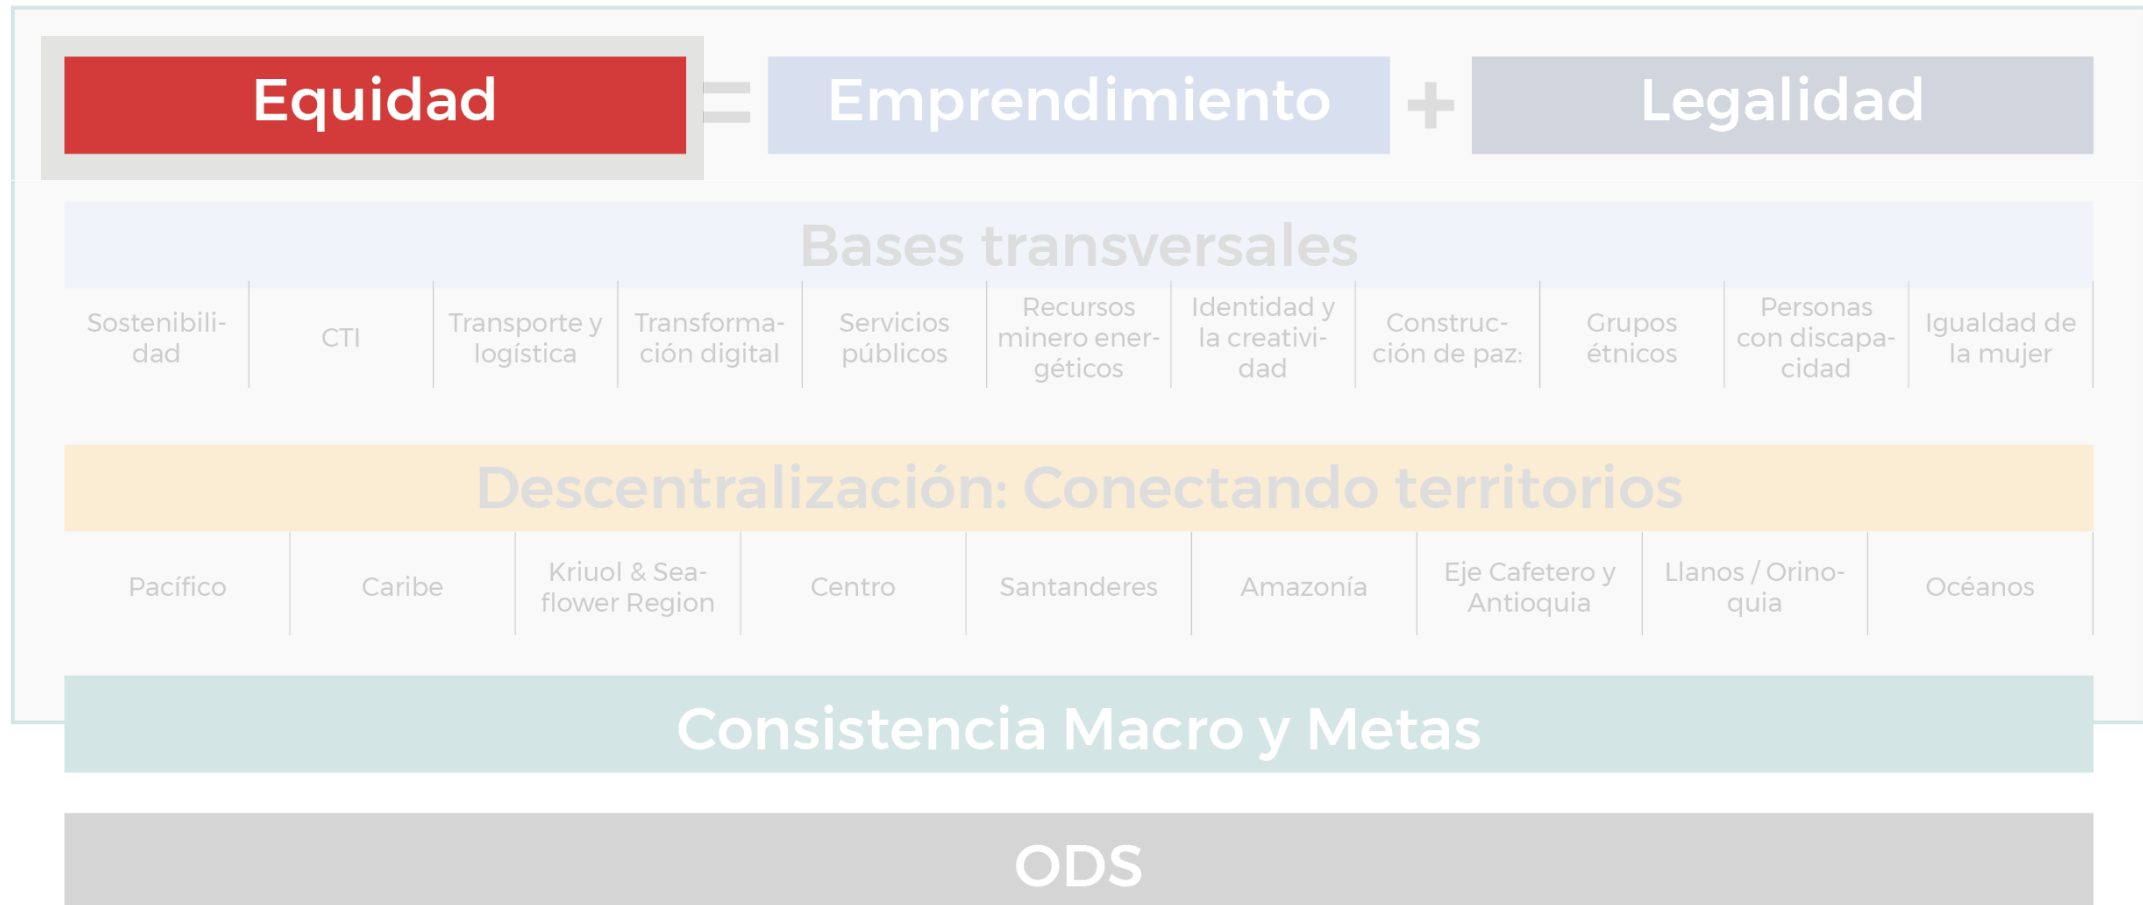 Equidad = Emprendimiento + Legalidad
Bases transversales
Sostenibili-
dad
CTI
Transporte y
logística
Transforma-
ción digital
Servicios
públicos
Recursos
minero ener-
géticos
Identidad y
la creativi-
dad
Construc-
ción de paz:
Grupos
étnicos
Personas
con discapa-
cidad
Igualdad de
la mujer
Descentralización: Conectando territorios
Pacífico
Caribe
Kriuol & Sea-
flower Region
Centro
Santanderes
Amazonía
Eje Cafetero y
Antioquia
Llanos / Orino-
quia
Océanos
Consistencia Macro y Metas
ODS